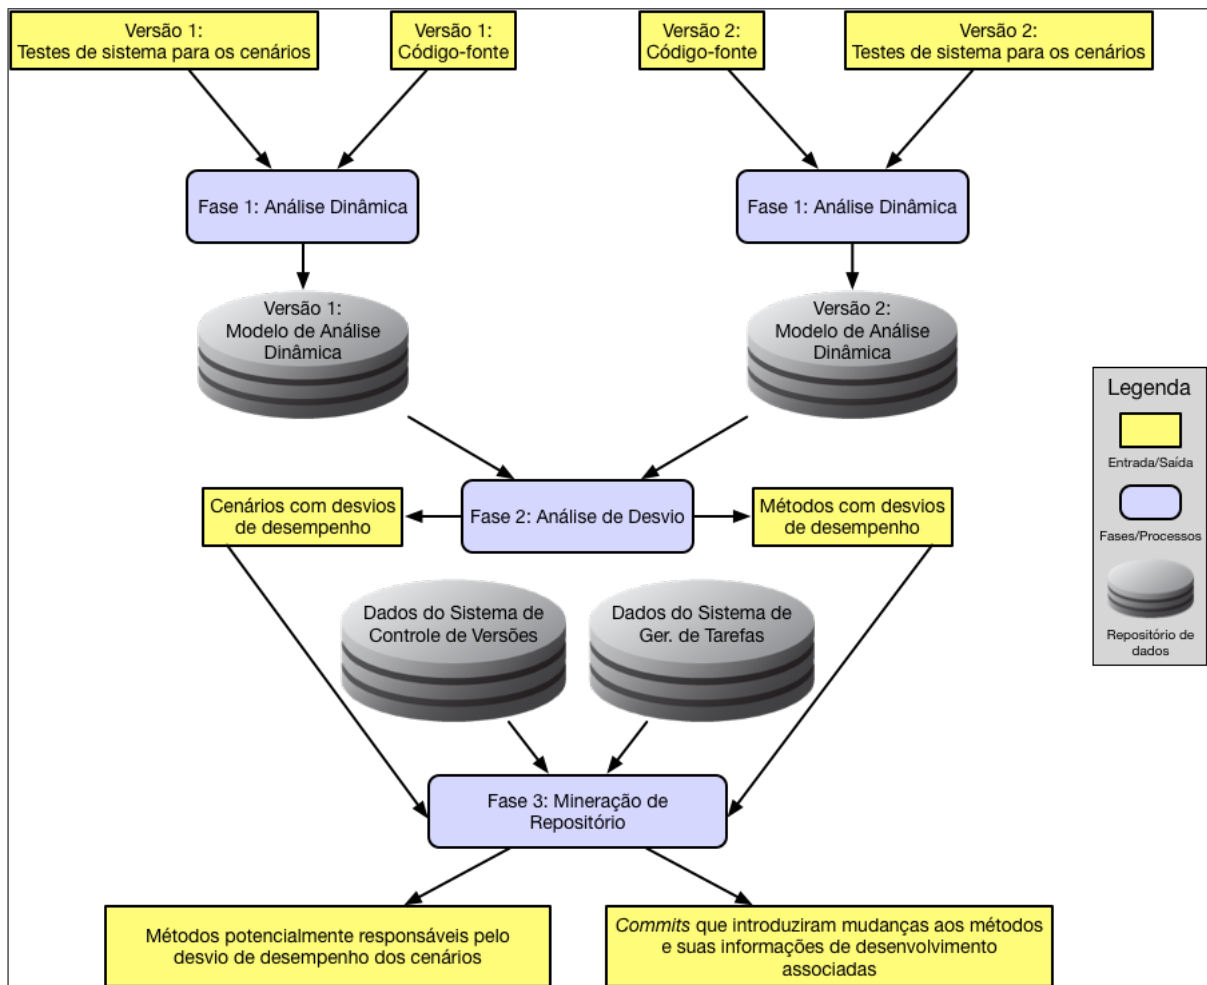 Versão 1:
Testes de sistema para os cenários
Versão 1:
Código-fonte
Versão 2:
Código-fonte
Versão 2:
Testes de sistema para os cenários
Fase 1: Análise Dinâmica
Fase 1: Análise Dinâmica
Versão 1:
Modelo de Análise
Dinâmica
Versão 2:
Modelo de Análise
Dinâmica
Legenda
Entrada/Saída
Fases/Processos
Repositório de
dados
Cenários com desvios
de desempenho
Fase 2: Análise de Desvio
Métodos com desvios
de desempenho
Dados do Sistema de
Controle de Versões
Dados do Sistema de
Ger. de Tarefas
Fase 3: Mineração de
Repositório
Métodos potencialmente responsáveis pelo
desvio de desempenho dos cenários
Commits que introduziram mudanças aos métodos
e suas informações de desenvolvimento
associadas